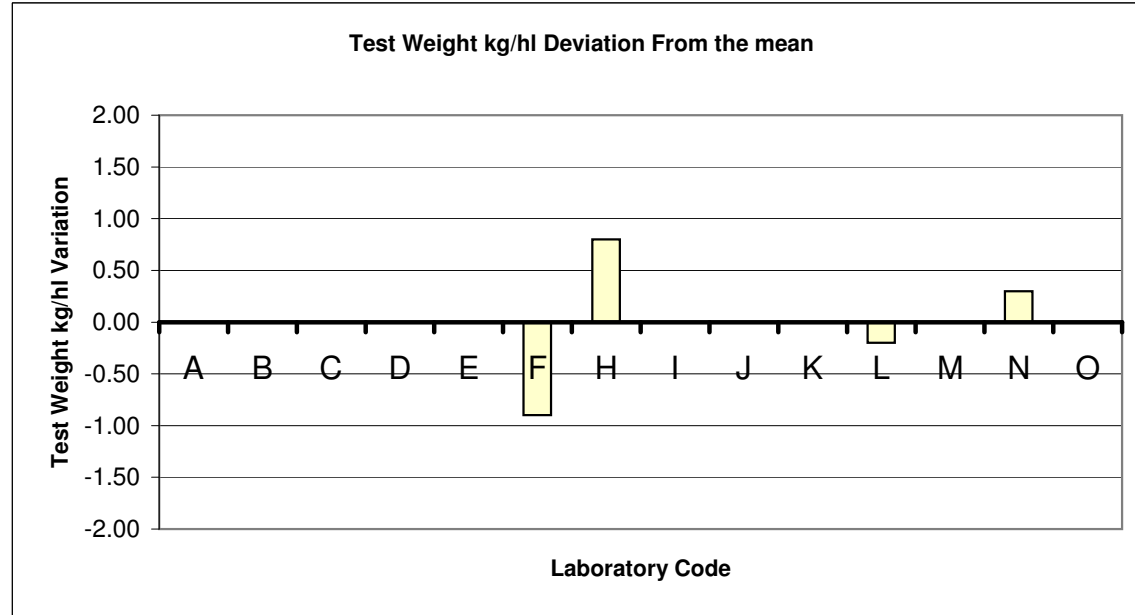 Test Weight kg/hl Deviation From the mean
Test Weight kg/hl Variation
2.00
1.50
1.00
0.50
0.00
-0.50
-1.00
-1.50
-2.00
A B C D E F H I J K L M N O
Laboratory Code